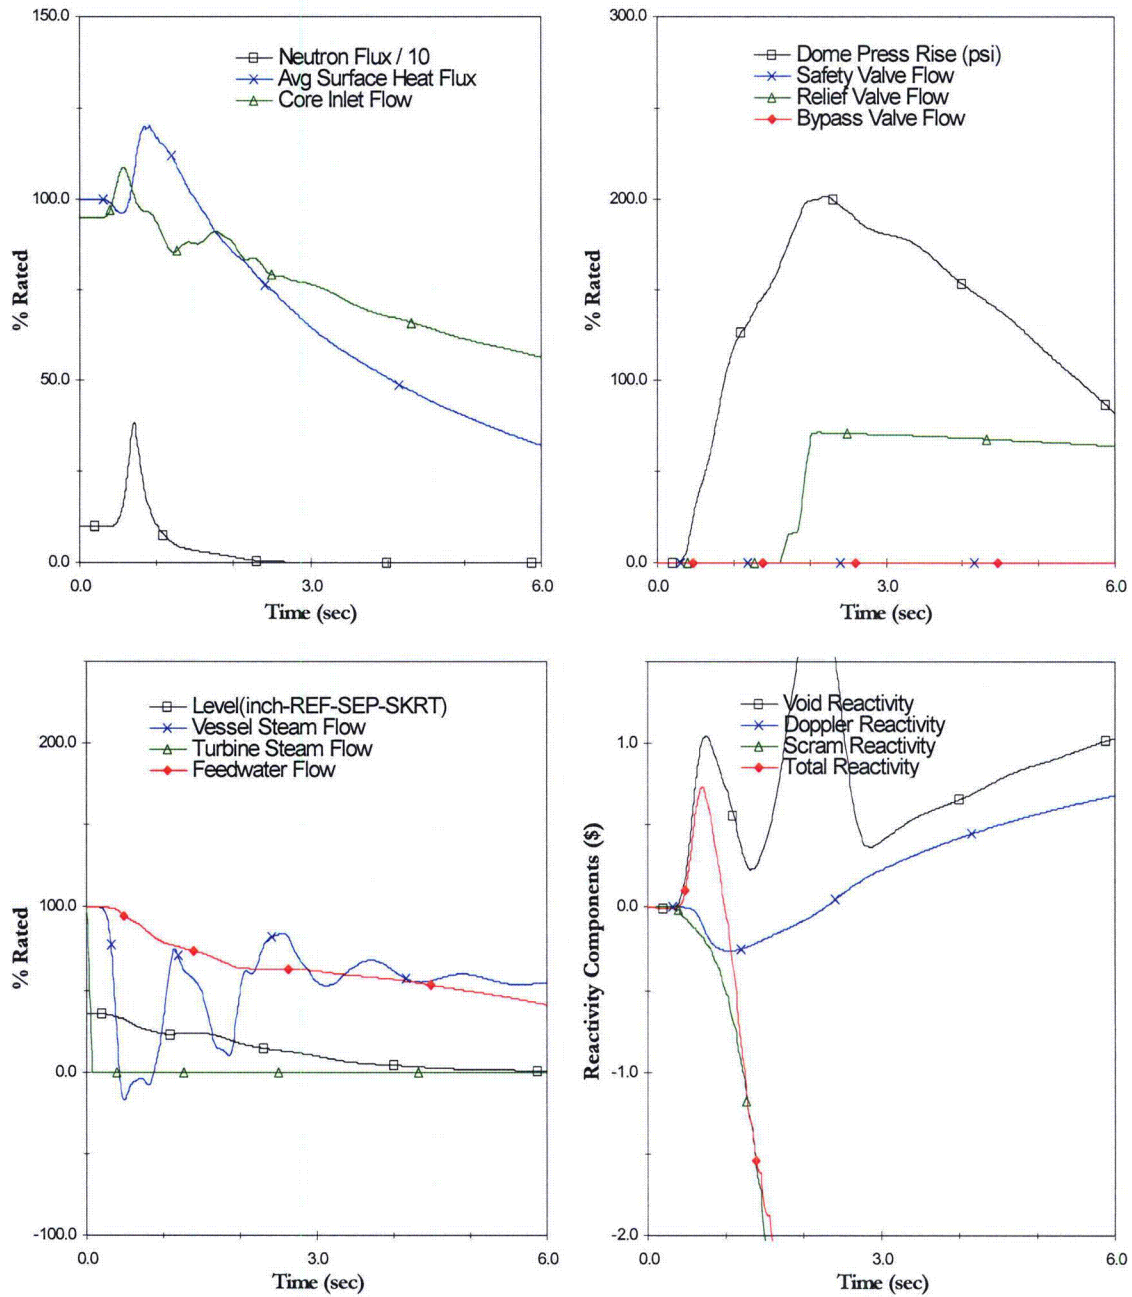 150.0
Neutron Flux / 10
Avg Surface Heat Flux
Core Inlet Flow
100.0
% Rated
50.0
0.0
0.0 3.0 6.0
Time (sec)
300.0
Dome Press Rise (psi)
Safety Valve Flow
Relief Valve Flow
Bypass Valve Flow
200.0
% Rated
100.0
0.0
0.0 3.0 6.0
Time (sec)
Level(inch-REF-SEP-SKRT)
Vessel Steam Flow
Turbine Steam Flow
Feedwater Flow
200.0
100.0
% Rated
0.0
-100.0
0.0 3.0 6.0
Time (sec)
Void Reactivity
Doppler Reactivity
Scram Reactivity
Total Reactivity
1.0
Reactivity Components ($)
0.0
-1.0
-2.0
0.0 3.0 6.0
Time (sec)